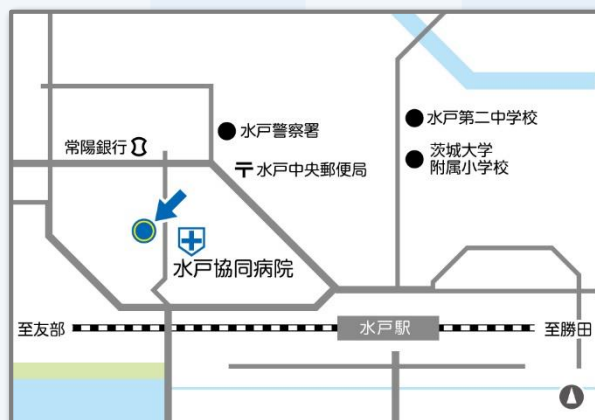 水戸第二中学校
水戸警察署
常陽銀行
茨城大学
附属小学校
水戸中央郵便局
水戸協同病院
至友部
水戸駅
至勝田